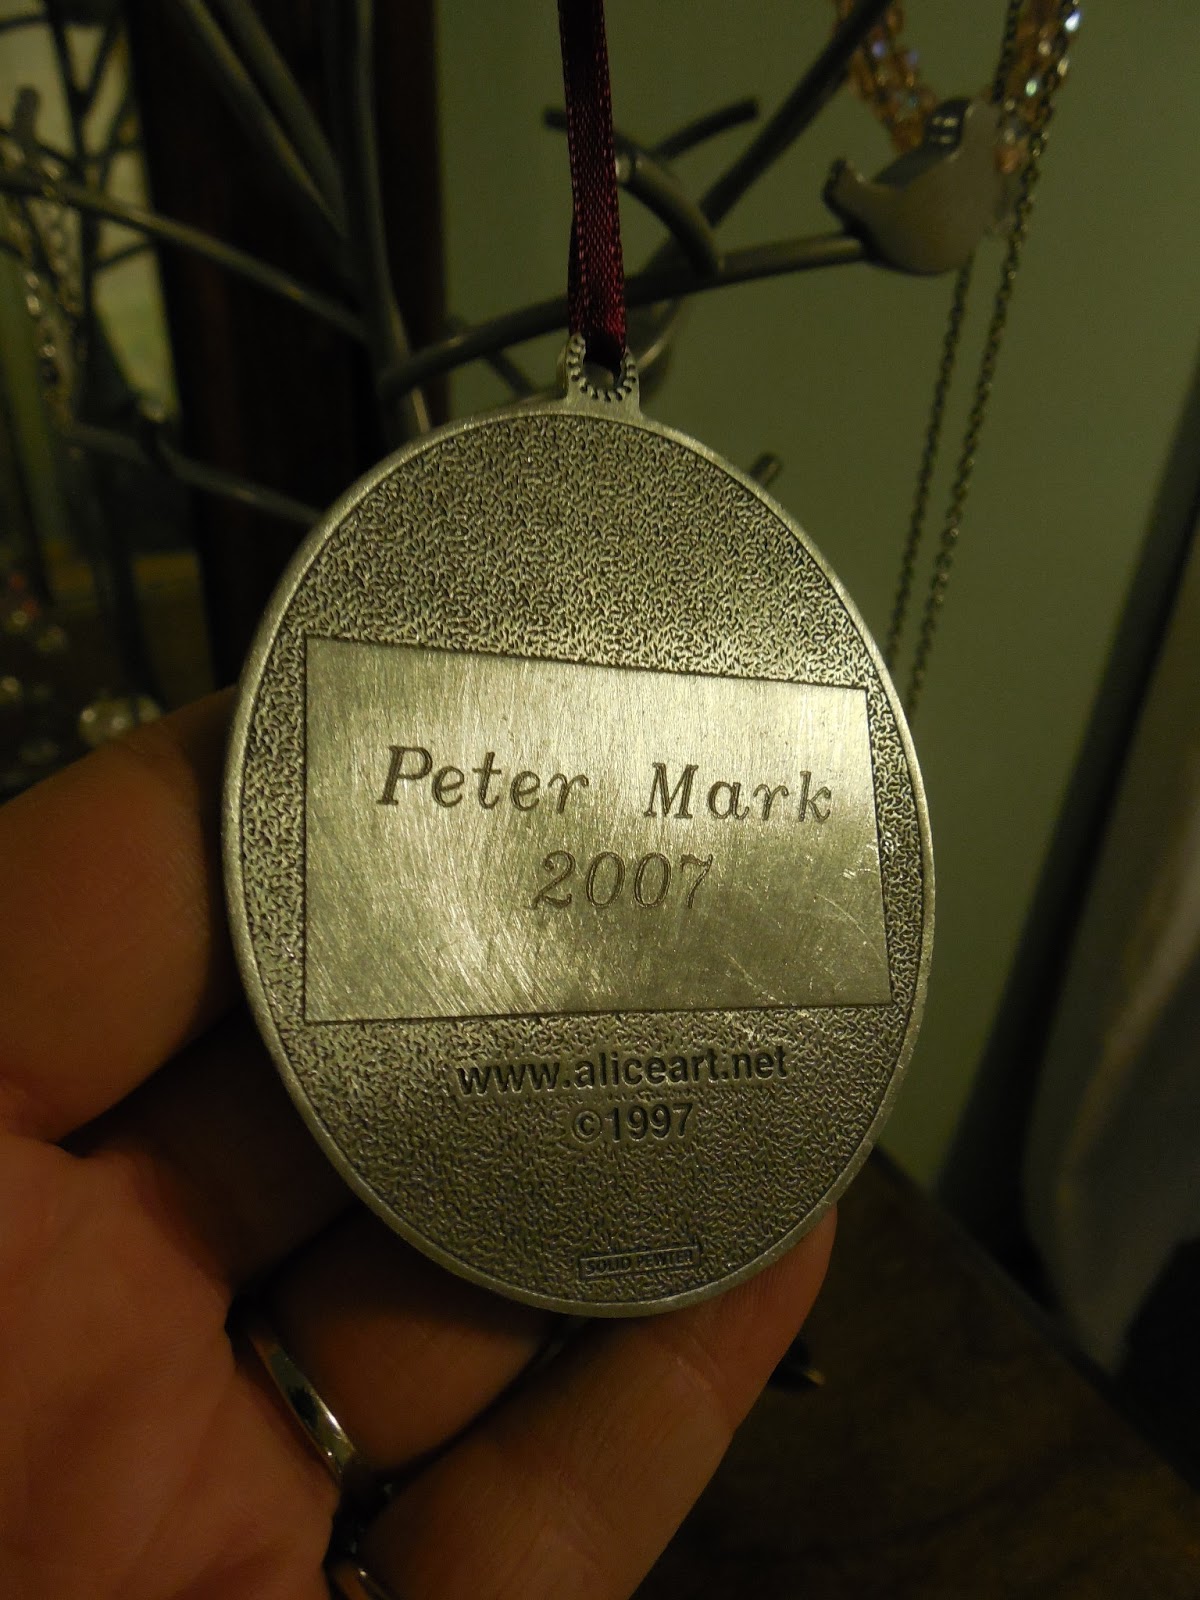 Peter Mark
2007
www.aliceart.net
©1997
SOLID PEWTER